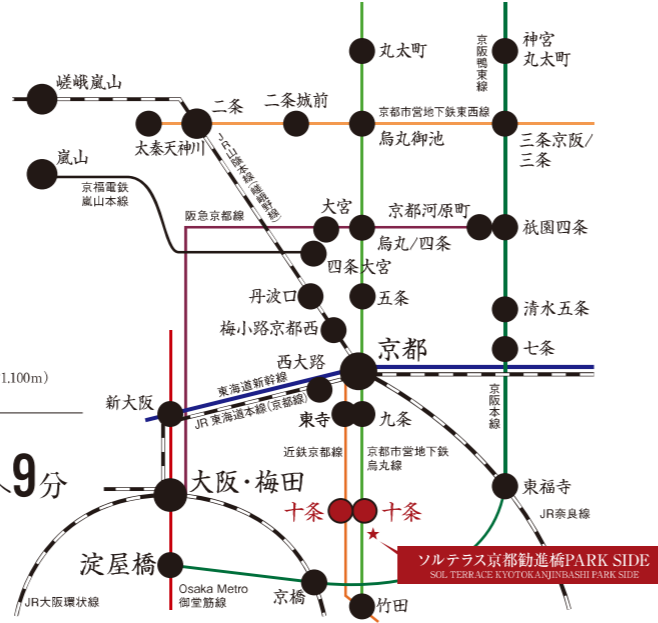 丸太町
京阪鴨東線
神宮
丸太町
嵯峨嵐山
二条
二条城前
京都市営地下鉄東西線
太秦天神川
烏丸御池
三条京阪/
三条
JR山陰本線(嵯峨野線)
嵐山
京福電鉄
嵐山本線
阪急京都線
大宮
京都河原町
烏丸/四条
祇園四条
四条大宮
丹波口
五条
清水五条
梅小路京都西
京都
七条
西大路
1.100m)
東海道新幹線
JR 東海道本線(京都線)
新大阪
東寺
九条
京阪本線
近鉄京都線
京都市営地下鉄
烏丸線
9分
大阪・梅田
東福寺
十条
十条
JR奈良線
ソルテラス京都勧進橋PARK SIDE
SOL TERRACE KYOTOKANJINBASHI PARK SIDE
淀屋橋
Osaka Metro
御堂筋線
京橋
JR大阪環状線
竹田